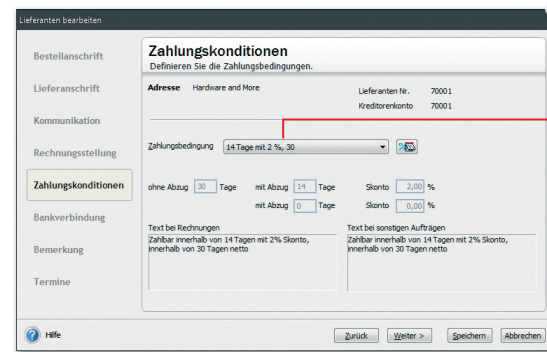 Lieferanten bearbeiten
Bestellanschrift
Lieferanschrift
Kommunikation
Rechnungsstellung
Zahlungskonditionen
Bankverbindung
Bemerkung
Termine
Zahlungskonditionen
Definieren Sie die Zahlungsbedingungen.
Adresse Hardware and More
Lieferanten Nr. 70001
Kreditorenkonto 70001
Zahlungsbedingung 14 Tage mit 2 %, 30
ohne Abzug 30 Tage mit Abzug 14 Tage Skonto 2,00 %
mit Abzug 0 Tage Skonto 0,00 %
Text bei Rechnungen
Zahlbar innerhalb von 14 Tagen mit 2% Skonto,
innerhalb von 30 Tagen netto
Text bei sonstigen Aufträgen
Zahlbar innerhalb von 14 Tagen mit 2% Skonto,
innerhalb von 30 Tagen netto
? Hilfe
Zurück Weiter > Speichern Abbrechen